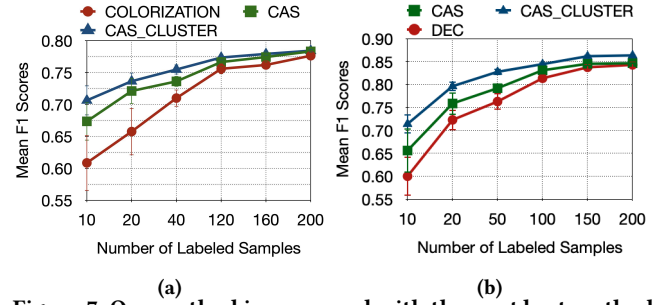 COLORIZATION CAS
CAS_CLUSTER
Mean F1 Scores
0.80
0.75
0.70
0.65
0.60
0.55
10 20 40 120 160 200
Number of Labeled Samples
(a)
CAS CAS_CLUSTER
DEC
Mean F1 Scores
0.90
0.85
0.80
0.75
0.70
0.65
0.60
0.55
10 20 50 100 150 200
Number of Labeled Samples
(b)